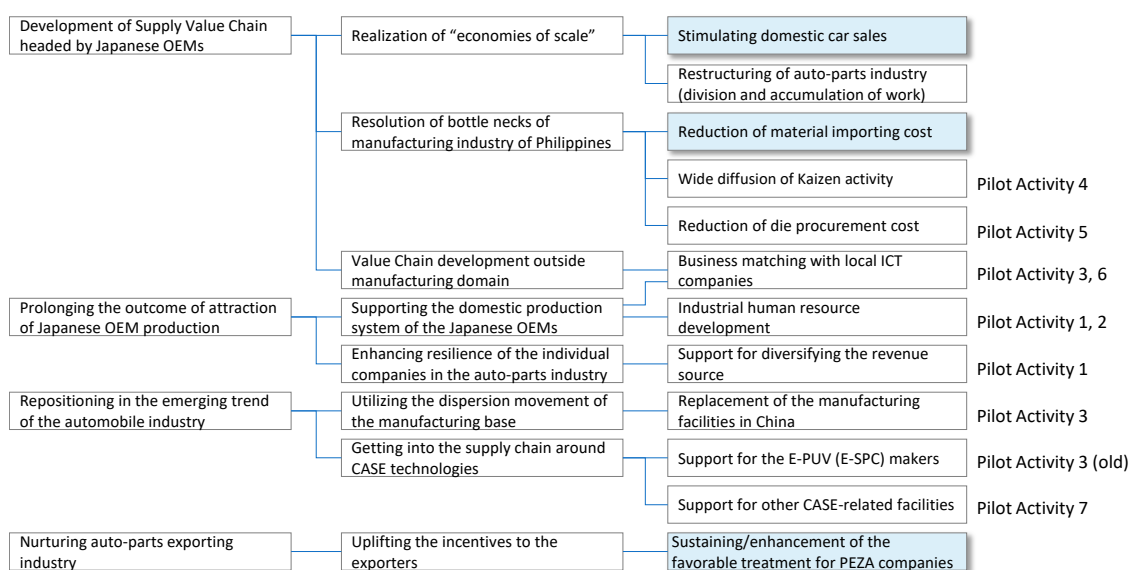 Development of Supply Value Chain
headed by Japanese OEMs
Realization of “economies of scale”
Stimulating domestic car sales
Restructuring of auto-parts industry
(division and accumulation of work)
Resolution of bottle necks of
manufacturing industry of Philippines
Reduction of material importing cost
Wide diffusion of Kaizen activity
Pilot Activity 4
Reduction of die procurement cost
Pilot Activity 5
Value Chain development outside
manufacturing domain
Business matching with local ICT
companies
Pilot Activity 3, 6
Prolonging the outcome of attraction
of Japanese OEM production
Supporting the domestic production
system of the Japanese OEMs
Industrial human resource
development
Pilot Activity 1, 2
Enhancing resilience of the individual
companies in the auto-parts industry
Support for diversifying the revenue
source
Pilot Activity 1
Repositioning in the emerging trend
of the automobile industry
Utilizing the dispersion movement of
the manufacturing base
Replacement of the manufacturing
facilities in China
Pilot Activity 3
Getting into the supply chain around
CASE technologies
Support for the E-PUV (E-SPC) makers
Pilot Activity 3 (old)
Support for other CASE-related facilities
Pilot Activity 7
Nurturing auto-parts exporting
industry
Uplifting the incentives to the
exporters
Sustaining/enhancement of the
favorable treatment for PEZA companies